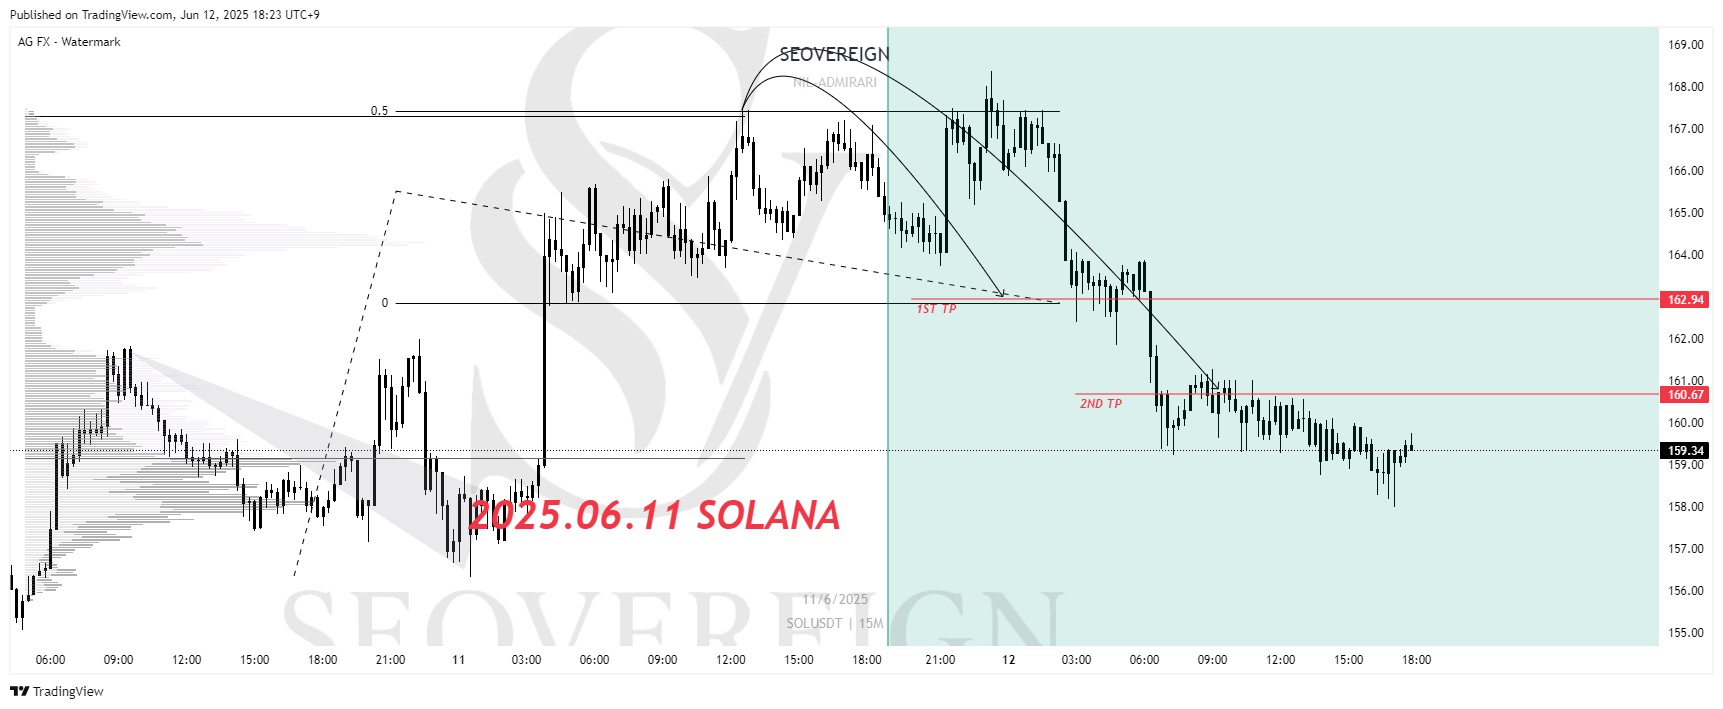 Published on TradingView.com, Jun 12, 2025 18:23 UTC+9
AG FX - Watermark
SEOVEREIGN
NIL ADMIRARI
0.5
0
1ST TP
2ND TP
2025.06.11 SOLANA
SEOVEREIGN
11/6/2025
SOLUSDT | 15M
169.00
168.00
167.00
166.00
165.00
164.00
162.94
162.00
161.00
160.67
160.00
159.34
159.00
158.00
157.00
156.00
155.00
06:00 09:00 12:00 15:00 18:00 21:00 11 03:00 06:00 09:00 12:00 15:00 18:00 21:00 12 03:00 06:00 09:00 12:00 15:00 18:00
TradingView